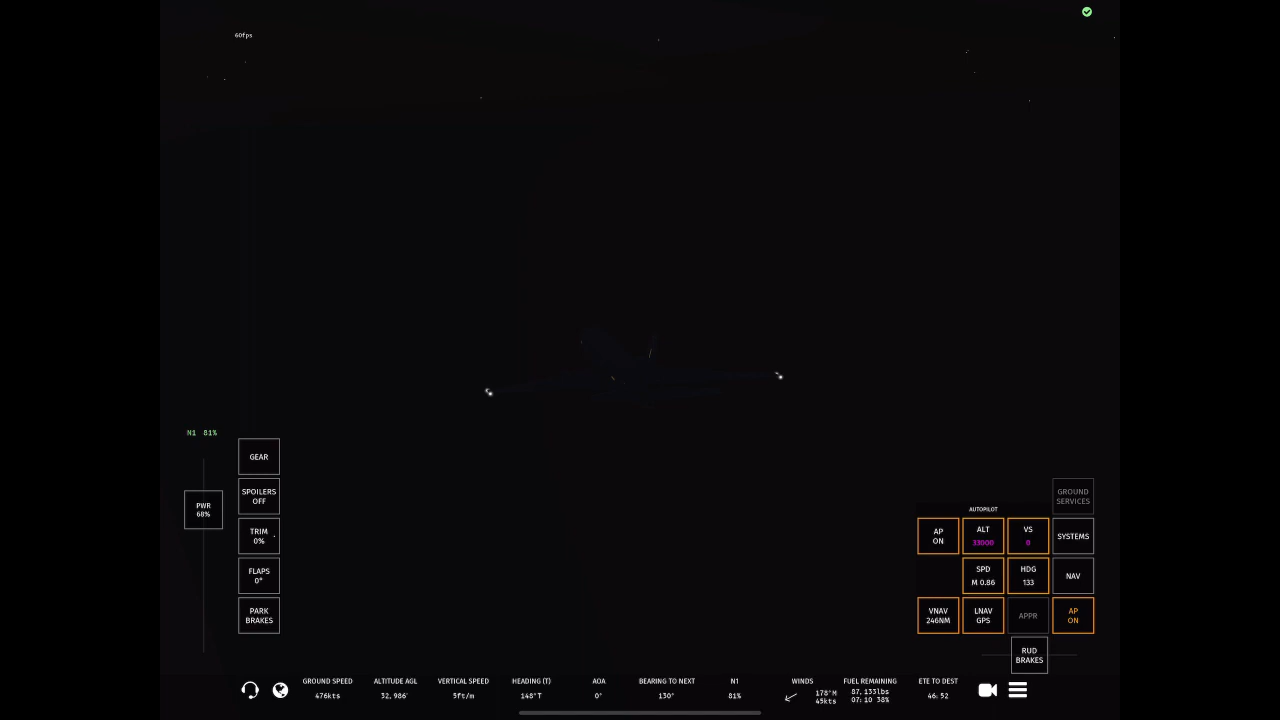 60fps
N1 81%
GEAR
PWR
68%
SPOILERS
OFF
TRIM
0%
FLAPS
0°
PARK
BRAKES
GROUND
SERVICES
AUTOPILOT
AP
ON
ALT
33000
VS
0
SYSTEMS
SPD
M 0.86
HDG
133
NAV
VNAV
246NM
LNAV
GPS
APPR
AP
ON
RUD
BRAKES
GROUND SPEED
476kts
ALTITUDE AGL
32,986'
VERTICAL SPEED
5ft/m
HEADING (T)
148°T
AOA
0°
BEARING TO NEXT
130°
N1
81%
WINDS
178°M
45kts
FUEL REMAINING
87,133lbs
07:10 38%
ETE TO DEST
46:52